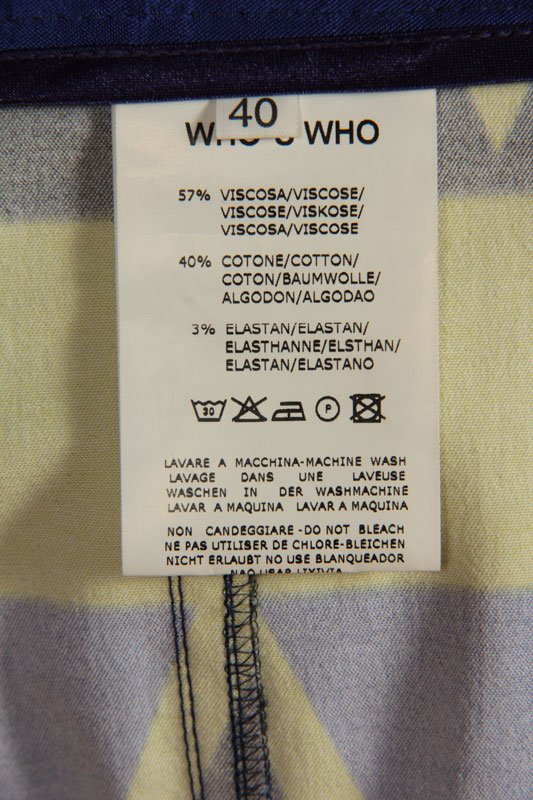 40
WHO'S WHO
57% VISCOSA/VISCOSE/
VISCOSE/VISKOSE/
VISCOSA/VISCOSE
40% COTONE/COTTON/
COTON/BAUMWOLLE/
ALGODON/ALGODAO
3% ELASTAN/ELASTAN/
ELASTHANNE/ELSTHAN/
ELASTAN/ELASTANO
30 P
LAVARE A MACCHINA-MACHINE WASH
LAVAGE DANS UNE LAVEUSE
WASCHEN IN DER WASHMACHINE
LAVAR A MAQUINA LAVAR A MAQUINA
NON CANDEGGIARE-DO NOT BLEACH
NE PAS UTILISER DE CHLORE-BLEICHEN
NICHT ERLAUBT NO USE BLANQUEADOR
NAO USAR LIXIVIA